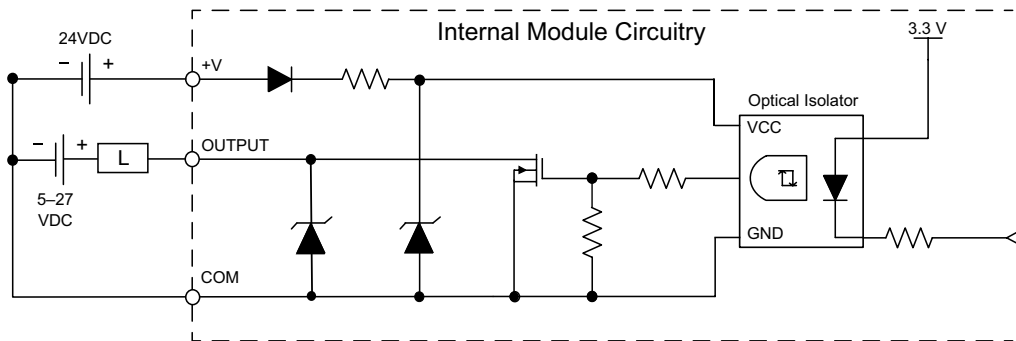 Internal Module Circuitry
24VDC
3.3 V
− +
+V
Optical Isolator
VCC
− +
L
OUTPUT
5–27
VDC
GND
COM